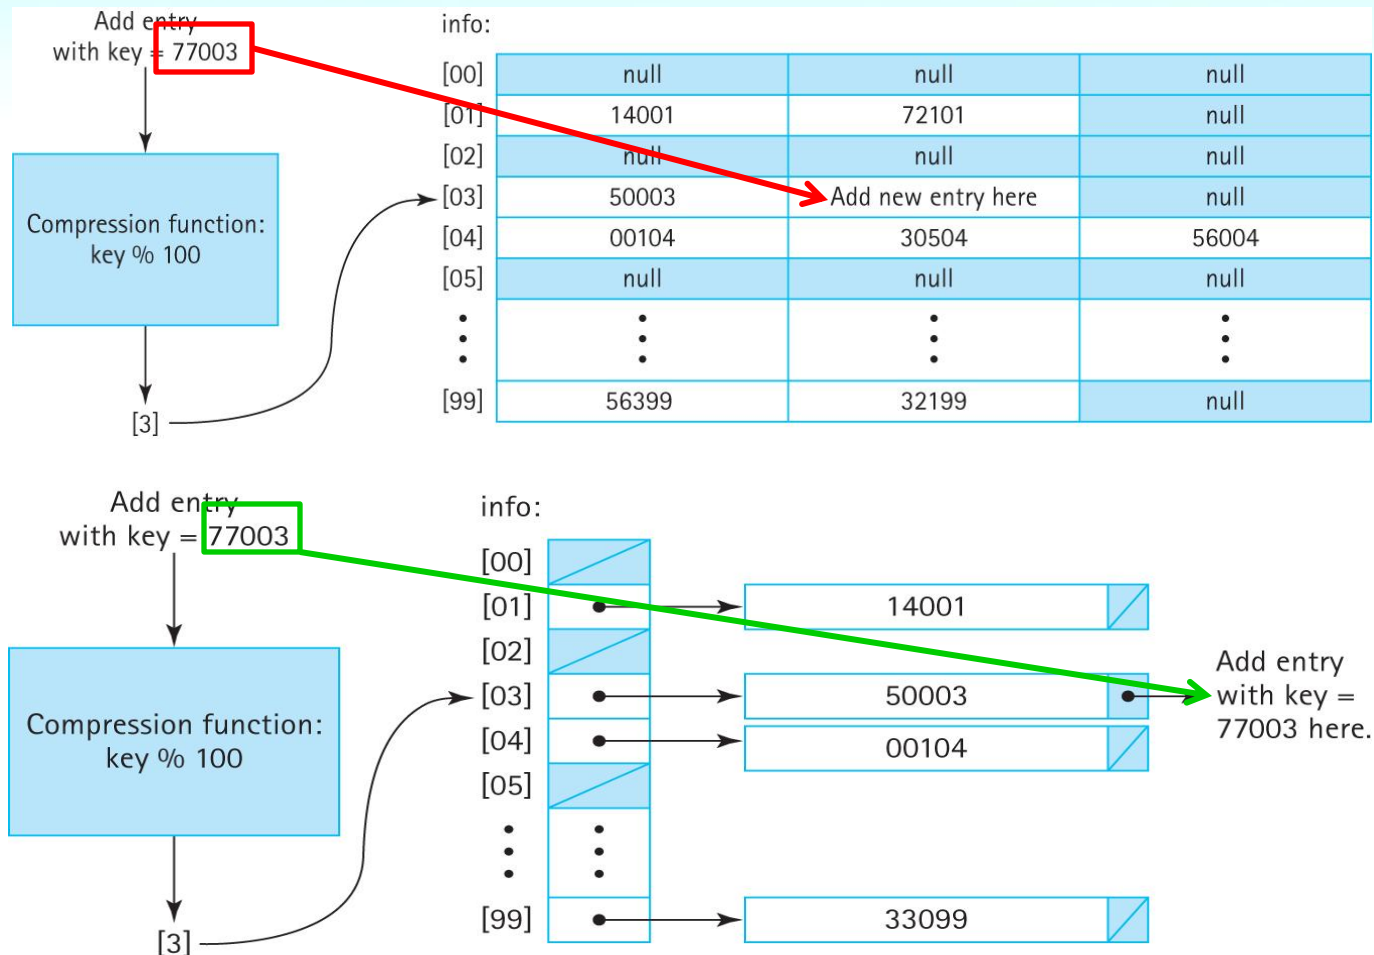 Add entry
with key = 77003
Compression function:
key % 100
[3]
info:
[00] null null null
[01] 14001 72101 null
[02] null null null
[03] 50003 Add new entry here null
[04] 00104 30504 56004
[05] null null null
[99] 56399 32199 null
Add entry
with key = 77003
Compression function:
key % 100
[3]
info:
[00]
[01] 14001
[02]
[03] 50003
[04] 00104
[05]
[99] 33099
Add entry
with key =
77003 here.